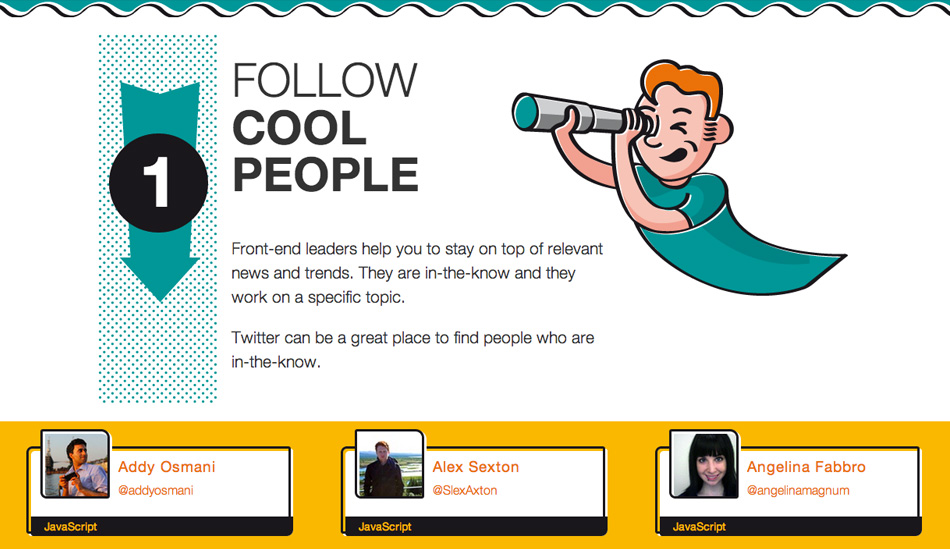 1
FOLLOW
COOL
PEOPLE
Front-end leaders help you to stay on top of relevant
news and trends. They are in-the-know and they
work on a specific topic.
Twitter can be a great place to find people who are
in-the-know.
Addy Osmani
@addyosmani
JavaScript
Alex Sexton
@SlexAxton
JavaScript
Angelina Fabbro
@angelinamagnum
JavaScript